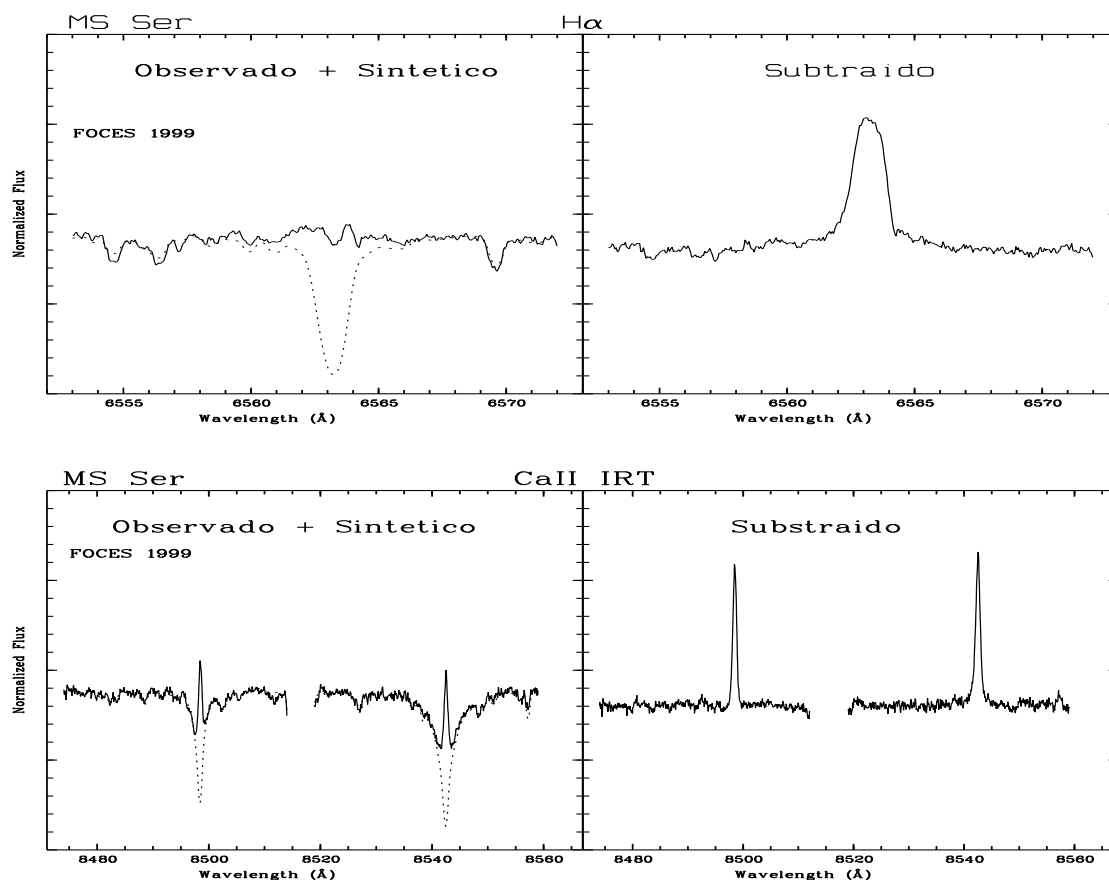 MS Ser Hα
Observado + Sintetico Subtraido
FOCES 1999
Normalized Flux
6555 6560 6565 6570 6555 6560 6565 6570
Wavelength (Å) Wavelength (Å)
MS Ser CaII IRT
Observado + Sintetico Substraido
FOCES 1999
Normalized Flux
8480 8500 8520 8540 8560 8480 8500 8520 8540 8560
Wavelength (Å) Wavelength (Å)